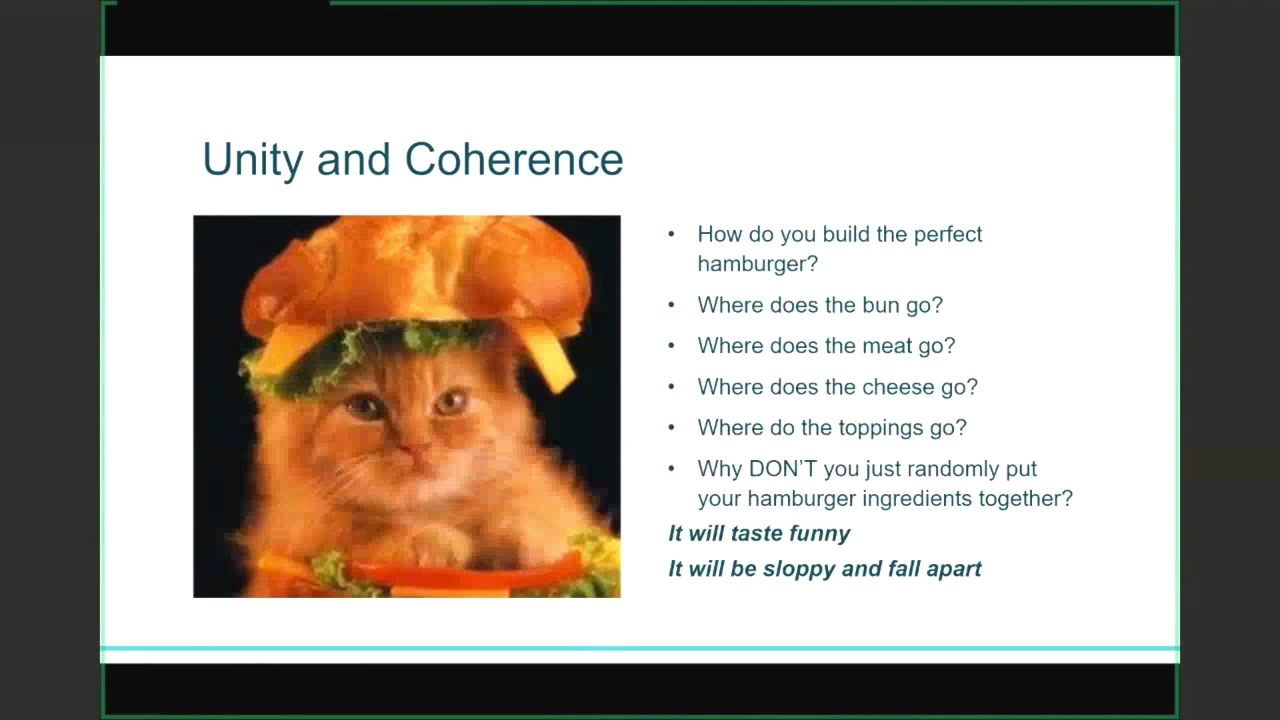 Unity and Coherence
• How do you build the perfect
hamburger?
• Where does the bun go?
• Where does the meat go?
• Where does the cheese go?
• Where do the toppings go?
• Why DON'T you just randomly put
your hamburger ingredients together?
It will taste funny
It will be sloppy and fall apart